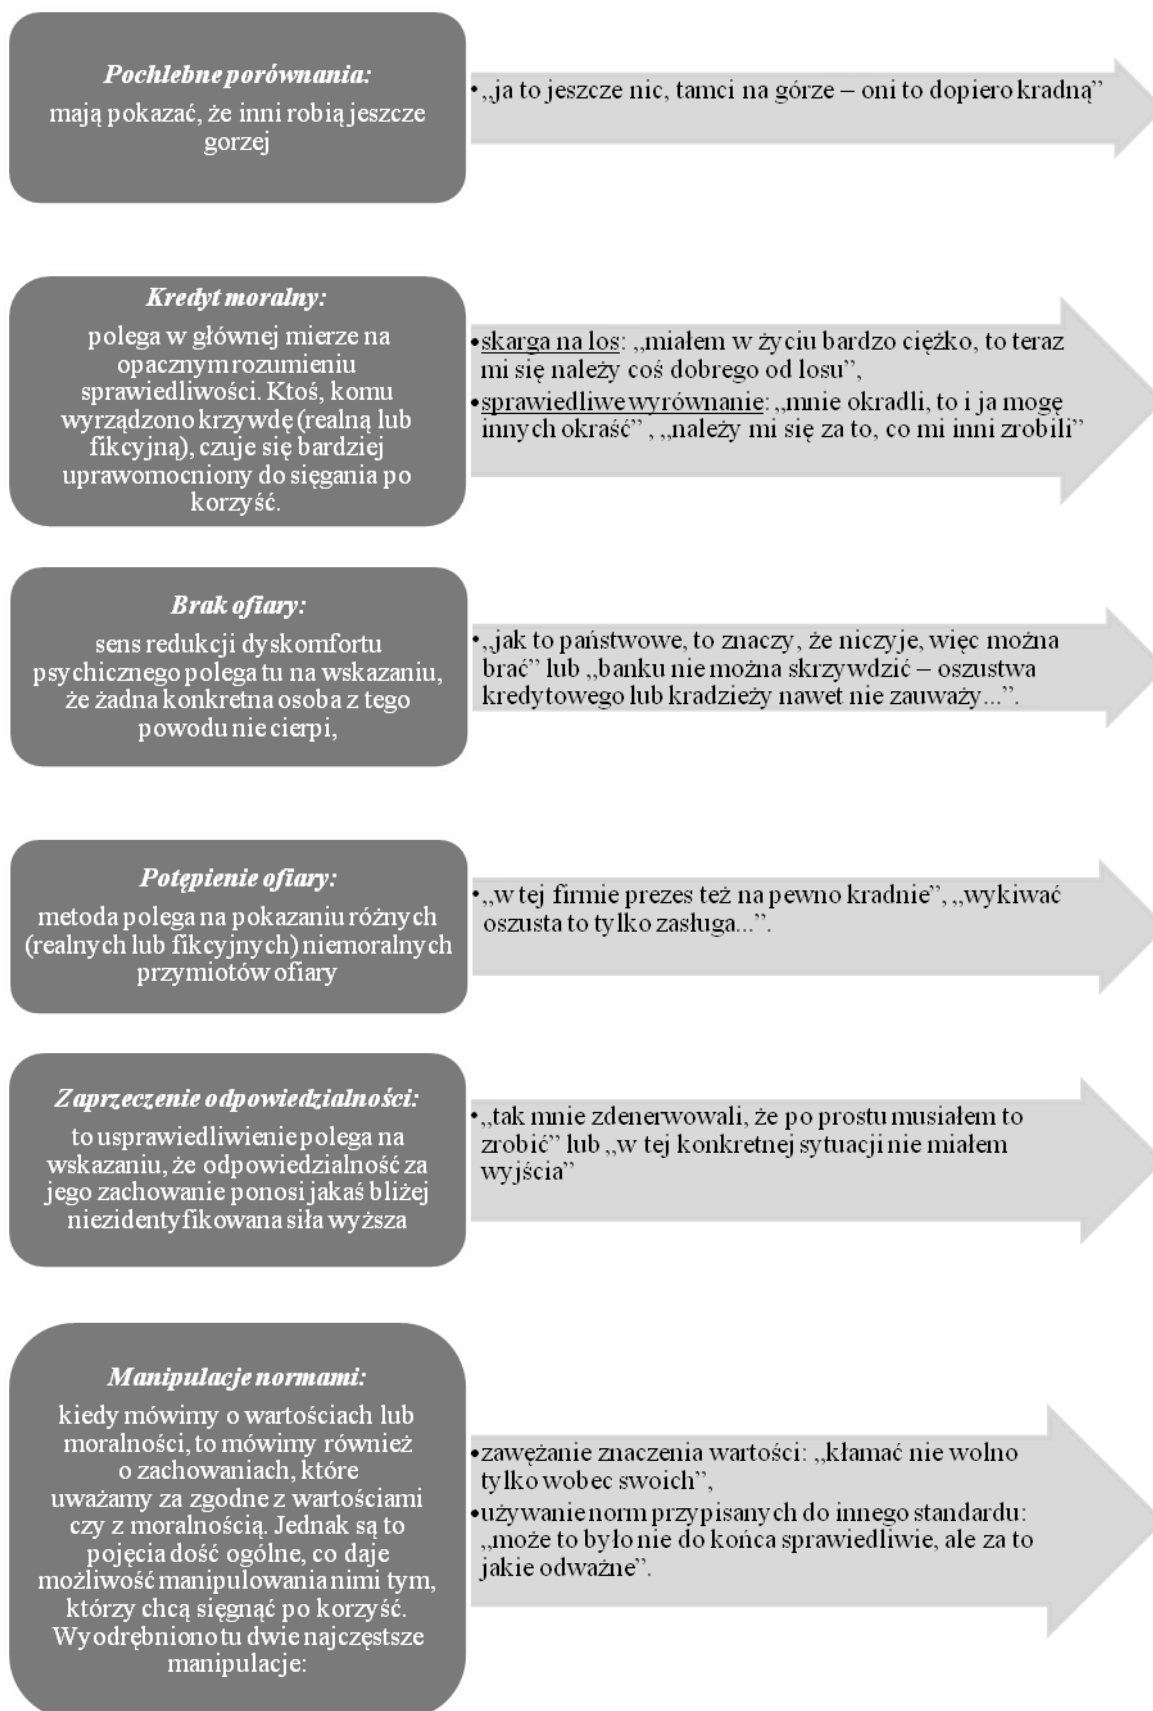 Pochlebne porównania:
mają pokazać, że inni robią jeszcze
gorzej
•„ja to jeszcze nic, tamci na górze – oni to dopiero kradną”
Kredyt moralny:
polega w głównej mierze na
opacznym rozumieniu
sprawiedliwości. Ktoś, komu
wyrządzono krzywdę (realną lub
fikcyjną), czuje się bardziej
uprawomocniony do sięgania po
korzyść.
•skarga na los: „miałem w życiu bardzo ciężko, to teraz
mi się należy coś dobrego od losu”,
•sprawiedliwe wyrównanie: „mnie okradli, to i ja mogę
innych okraść” , „należy mi się za to, co mi inni zrobili”
Brak ofiary:
sens redukcji dyskomfortu
psychicznego polega tu na wskazaniu,
że żadna konkretna osoba z tego
powodu nie cierpi,
•„jak to państwowe, to znaczy, że niczyje, więc można
brać” lub „banku nie można skrzywdzić – oszustwa
kredytowego lub kradzieży nawet nie zauważy...”.
Potępienie ofiary:
metoda polega na pokazaniu różnych
(realnych lub fikcyjnych) niemoralnych
przymiotów ofiary
•„w tej firmie prezes też na pewno kradnie”, „wykiwać
oszusta to tylko zasługa...”.
Zaprzeczenie odpowiedzialności:
to usprawiedliwienie polega na
wskazaniu, że odpowiedzialność za
jego zachowanie ponosi jakaś bliżej
niezidentyfikowana siła wyższa
•„tak mnie zdenerwowali, że po prostu musiałem to
zrobić” lub „w tej konkretnej sytuacji nie miałem
wyjścia”
Manipulacje normami:
kiedy mówimy o wartościach lub
moralności, to mówimy również
o zachowaniach, które
uważamy za zgodne z wartościami
czy z moralnością. Jednak są to
pojęcia dość ogólne, co daje
możliwość manipulowania nimi tym,
którzy chcą sięgnąć po korzyść.
Wyodrębniono tu dwie najczęstsze
manipulacje:
•zawężanie znaczenia wartości: „kłamać nie wolno
tylko wobec swoich”,
•używanie norm przypisanych do innego standardu:
„może to było nie do końca sprawiedliwie, ale za to
jakie odważne”.